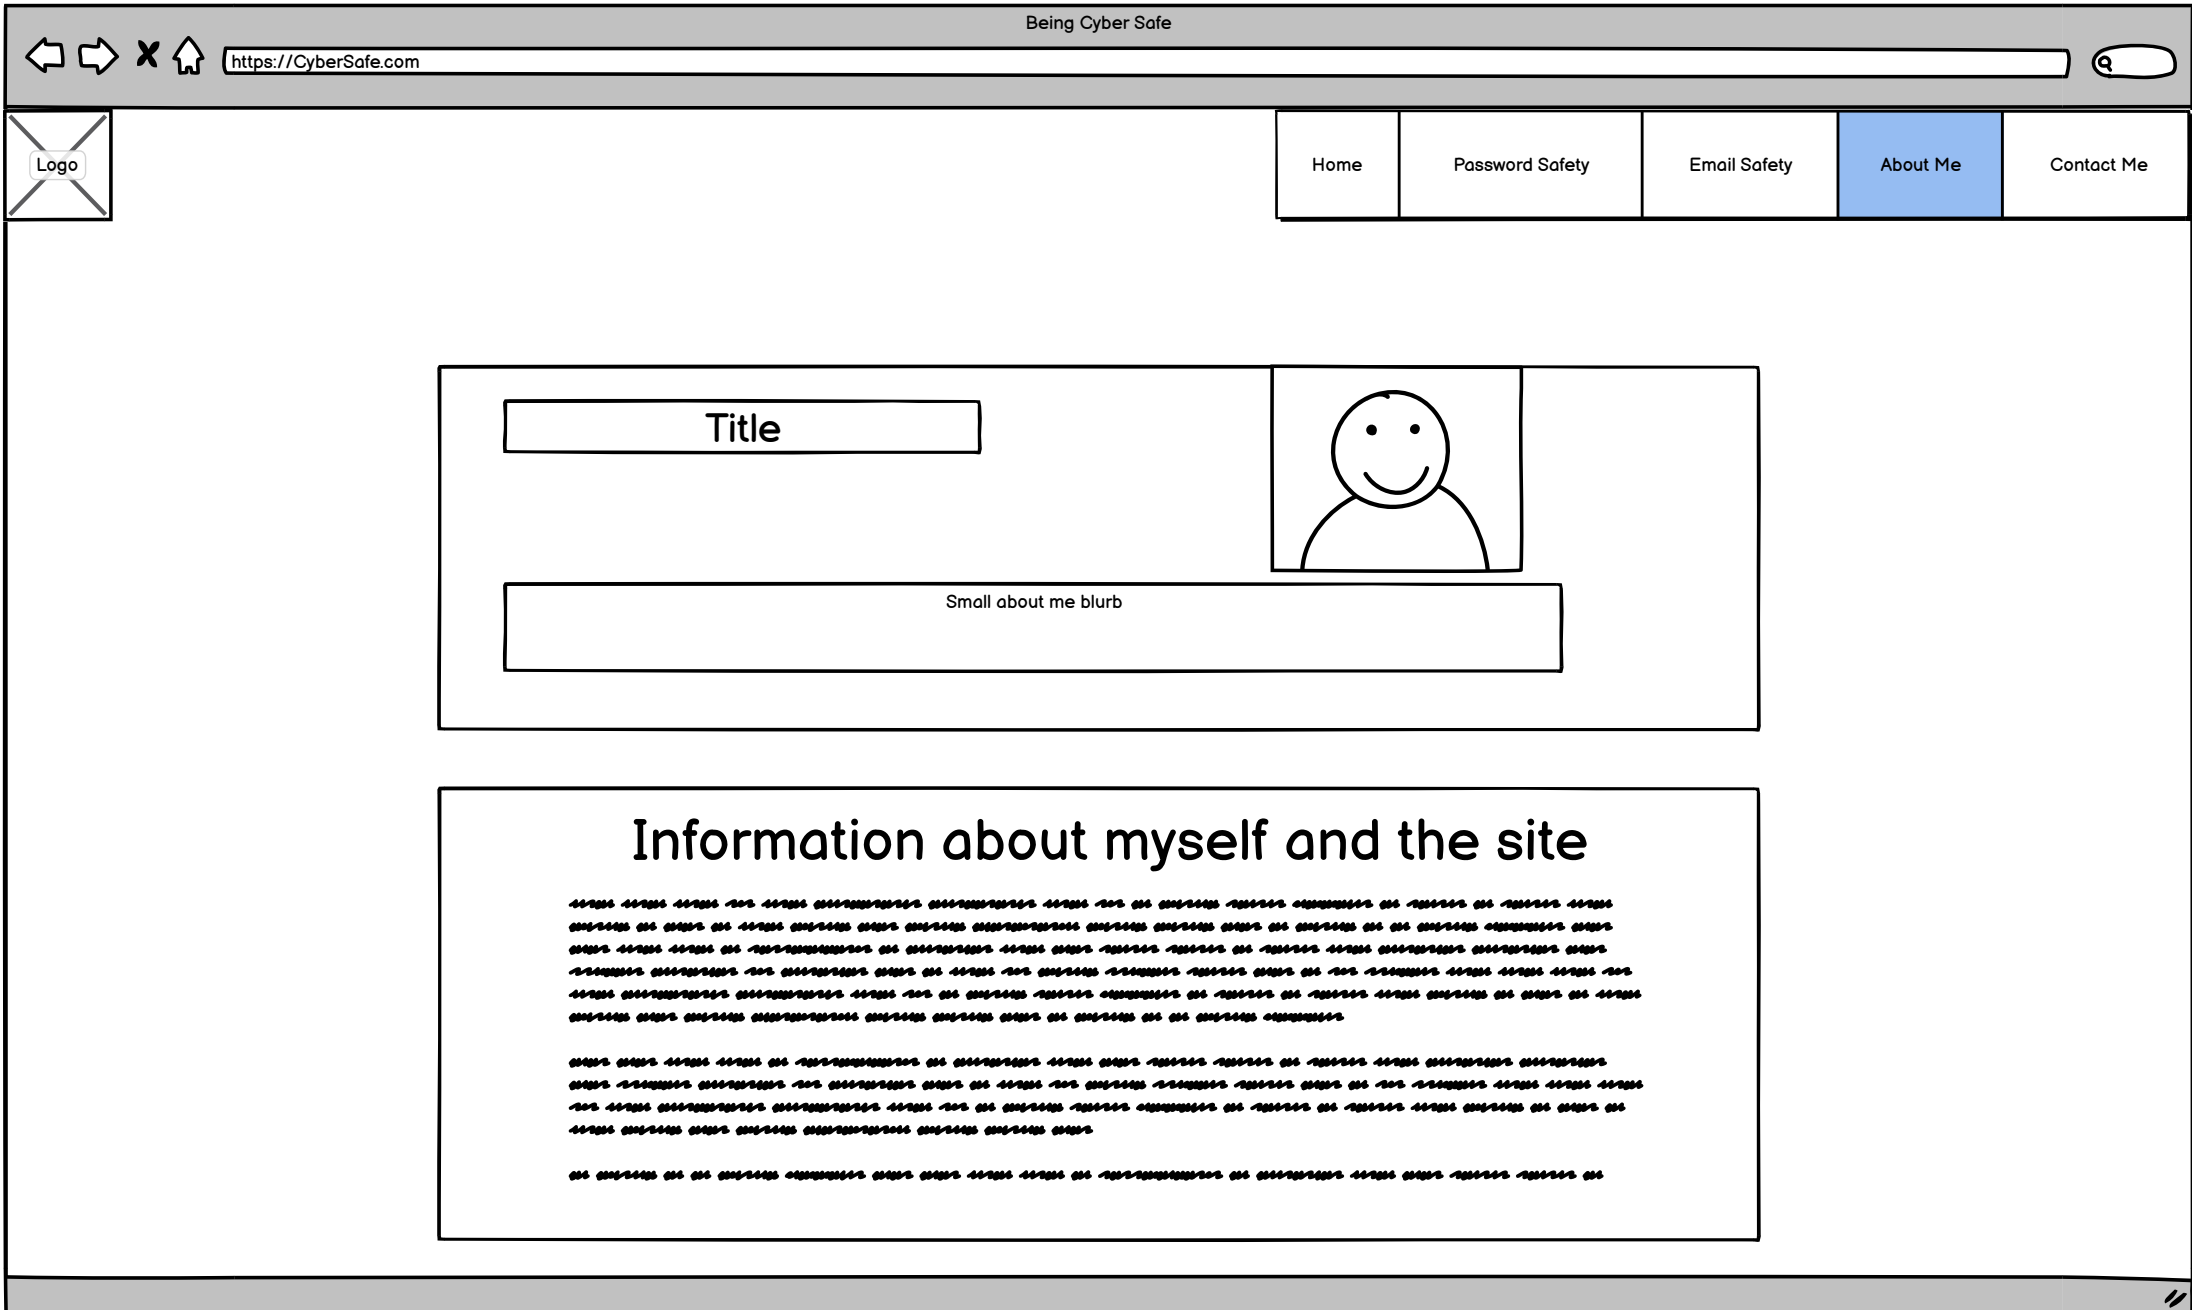 Being Cyber Safe
https://CyberSafe.com
Logo
Home
Password Safety
Email Safety
About Me
Contact Me
Title
Small about me blurb
Information about myself and the site